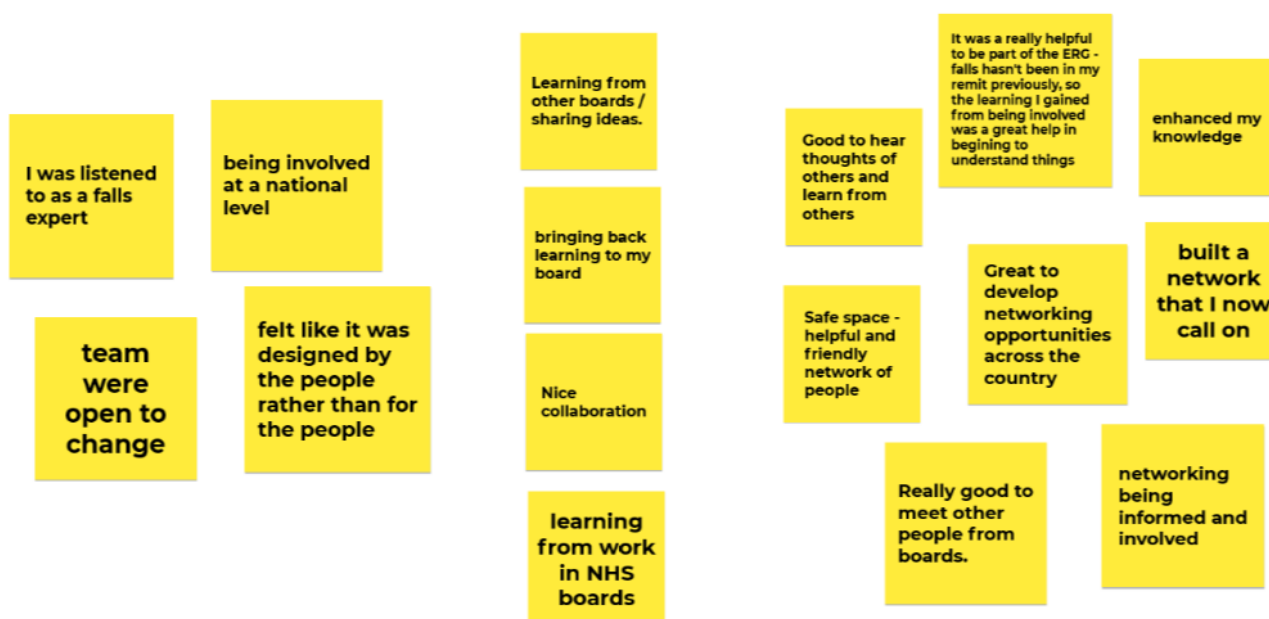 I was listened
to as a falls
expert
being involved
at a national
level
team
were
open to
change
felt like it was
designed by
the people
rather than for
the people
Learning from
other boards /
sharing ideas.
bringing back
learning to my
board
Nice
collaboration
learning
from work
in NHS
boards
Good to hear
thoughts of
others and
learn from
others
It was a really helpful
to be part of the ERG -
falls hasn't been in my
remit previously, so
the learning I gained
from being involved
was a great help in
begining to
understand things
enhanced my
knowledge
Safe space -
helpful and
friendly
network of
people
Great to
develop
networking
opportunities
across the
country
built a
network
that I now
call on
Really good to
meet other
people from
boards.
networking
being
informed and
involved